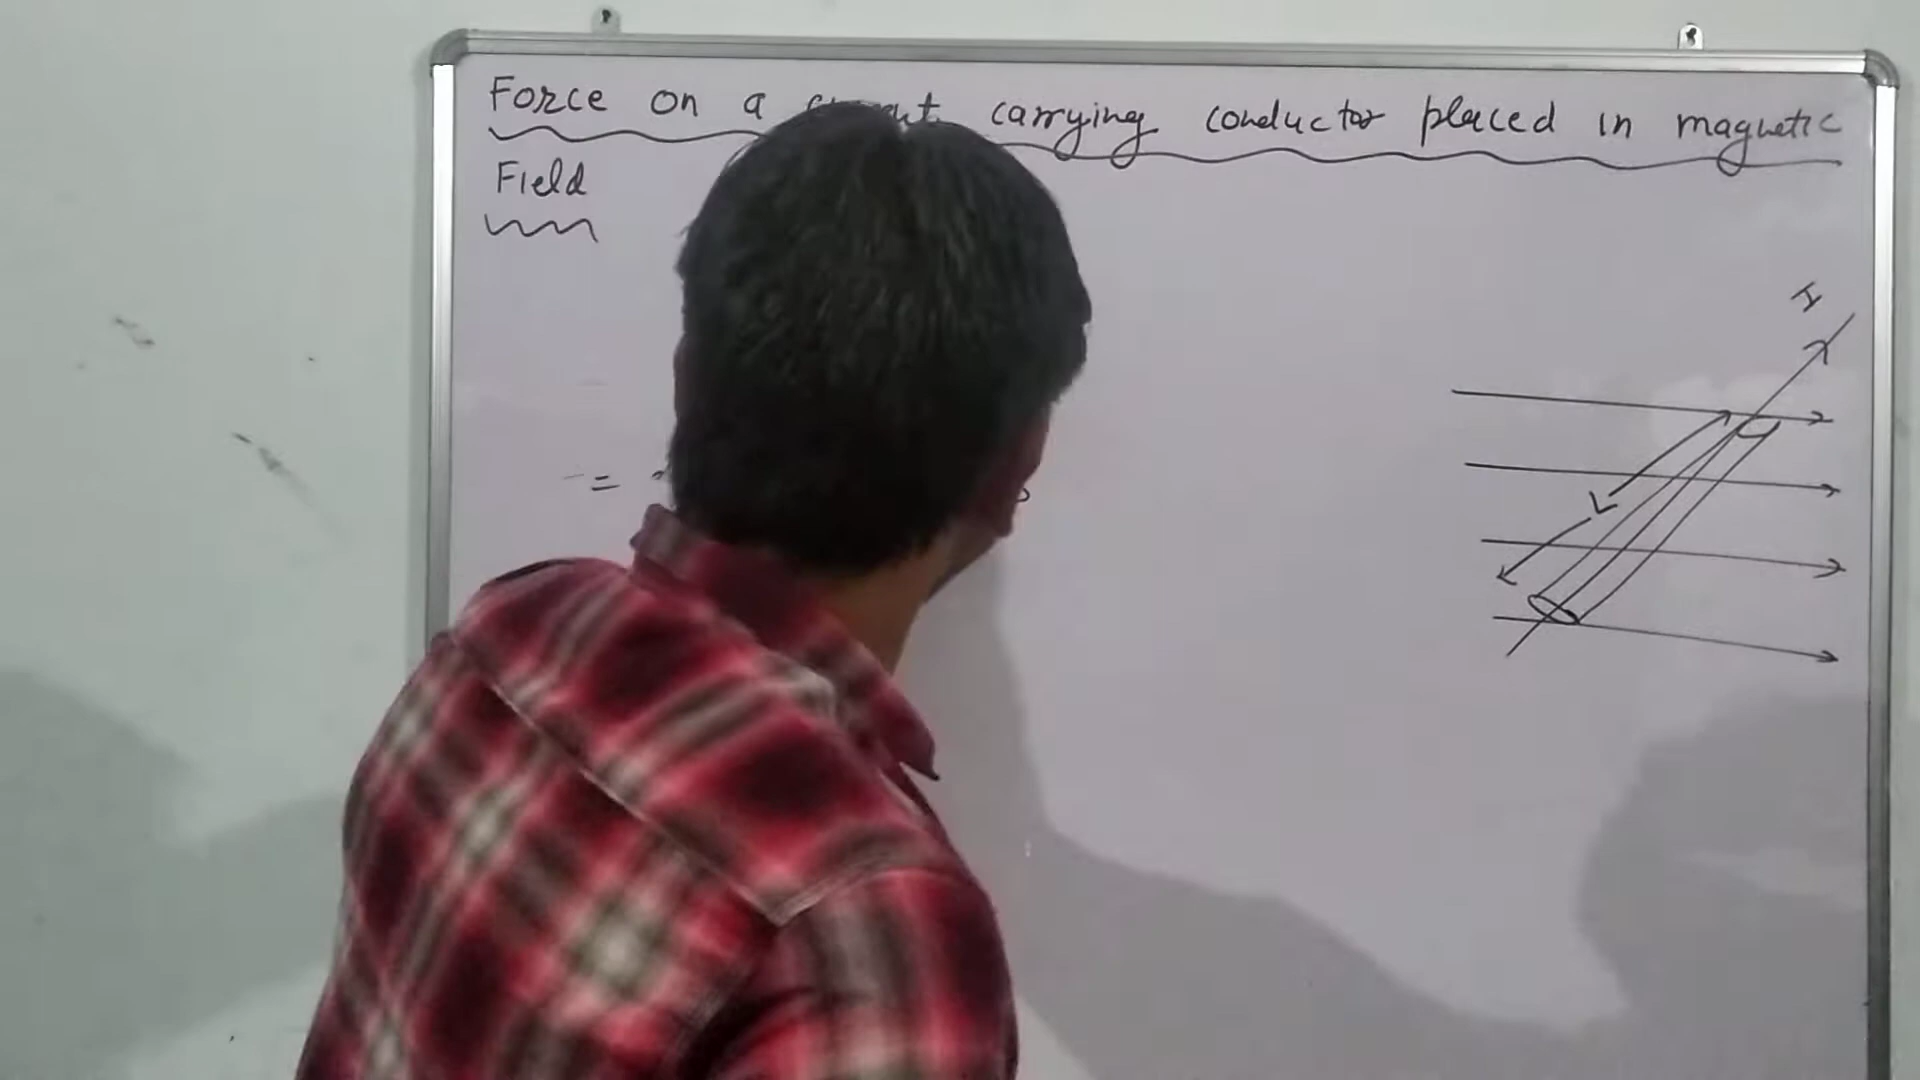 Force on a carrying conductor placed in magnetic
Field
I
L
=